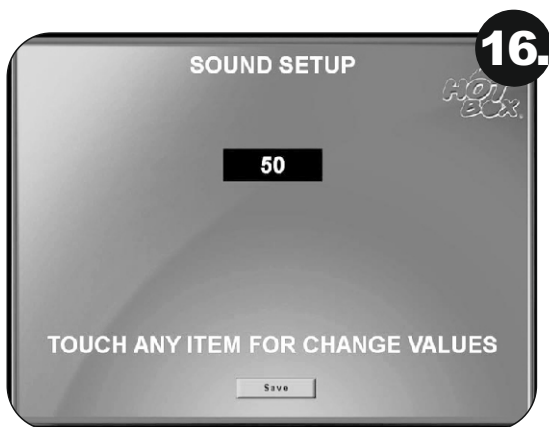 16.
SOUND SETUP
HOT
BOX
50
TOUCH ANY ITEM FOR CHANGE VALUES
Save